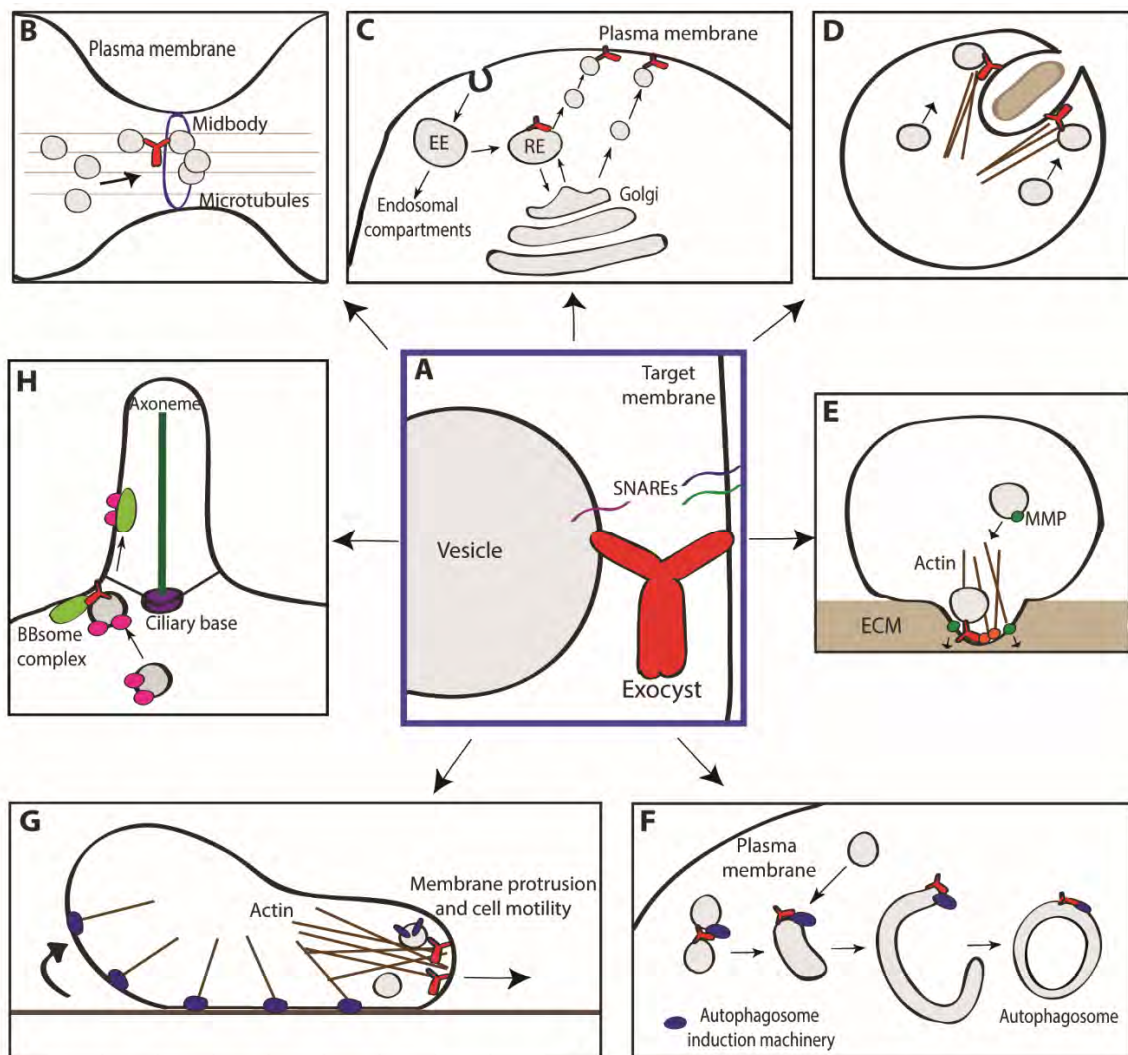 B
Plasma membrane
Midbody
Microtubules
C
Plasma membrane
EE
RE
Endosomal
compartments
Golgi
D
H
Axoneme
BBsome
complex
Ciliary base
A
Target
membrane
SNAREs
Vesicle
Exocyst
E
MMP
Actin
ECM
G
Actin
Membrane protrusion
and cell motility
F
Plasma
membrane
Autophagosome
induction machinery
Autophagosome